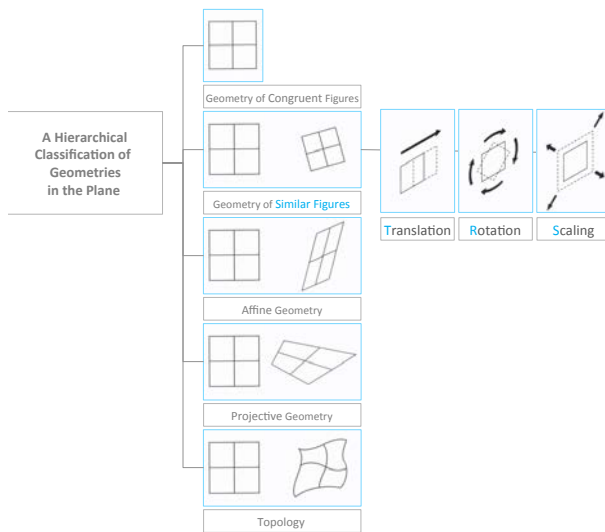 A Hierarchical
Classification of
Geometries
in the Plane
Geometry of Congruent Figures
Geometry of Similar Figures
Translation
Rotation
Scaling
Affine Geometry
Projective Geometry
Topology